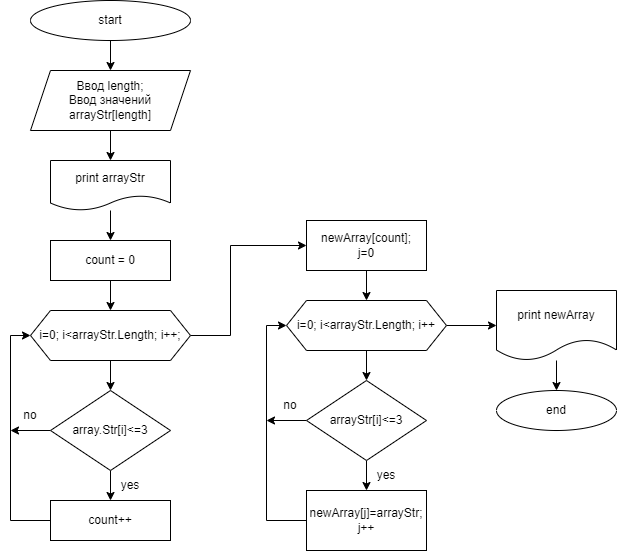 start
Ввод length;
Ввод значений
arrayStr[length]
print arrayStr
count = 0
i=0; i<arrayStr.Length; i++;
array.Str[i]<=3
no
yes
count++
newArray[count];
j=0
i=0; i<arrayStr.Length; i++
arrayStr[i]<=3
no
yes
newArray[j]=arrayStr;
j++
print newArray
end